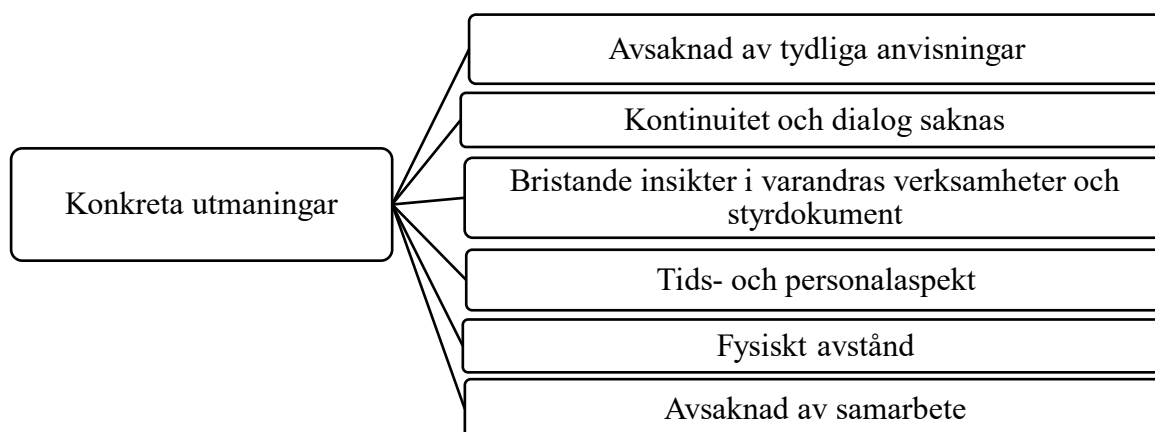 Konkreta utmaningar
Avsaknad av tydliga anvisningar
Kontinuitet och dialog saknas
Bristande insikter i varandras verksamheter och
styrdokument
Tids- och personalaspekt
Fysiskt avstånd
Avsaknad av samarbete